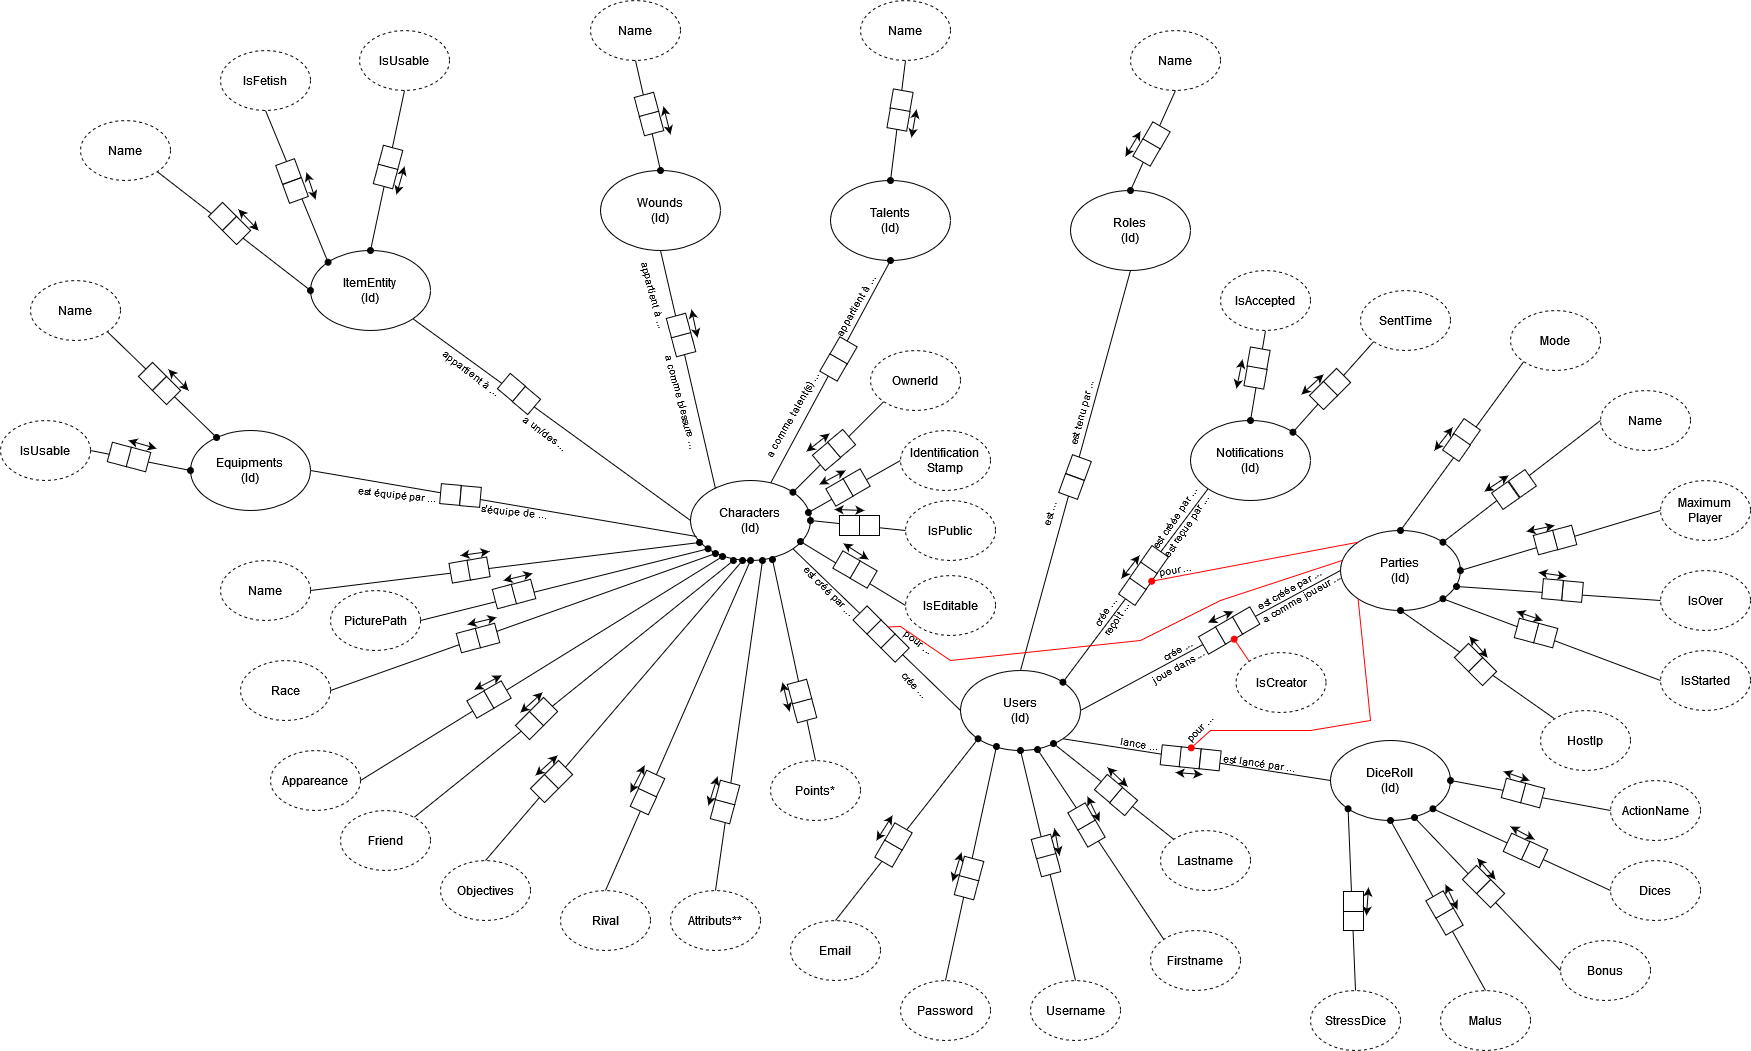 Name
Name
Name
IsUsable
IsFetish
Name
Wounds
(Id)
Talents
(Id)
Roles
(Id)
ItemEntity
(Id)
Name
IsAccepted
SentTime
Mode
appartient à ...
appartient à ...
appartient à ...
a un/des...
a comme blessure ...
a comme talent(s)...
OwnerId
est tenu par ...
est ...
Name
IsUsable
Equipments
(Id)
est équipé par ...
s'équipe de ...
Characters
(Id)
Identification
Stamp
IsPublic
IsEditable
Notifications
(Id)
est créée par ...
est reçue par ...
crée ...
reçoit ...
pour ...
Maximum
Player
Parties
(Id)
IsOver
IsStarted
HostIp
Name
PicturePath
Race
Appareance
Friend
Objectives
Rival
Attributs**
Points*
est créé par ...
pour ...
crée ...
est créée par ...
a comme joueur ...
crée ...
joue dans ...
IsCreator
Users
(Id)
lance ...
pour ...
est lancé par ...
DiceRoll
(Id)
ActionName
Dices
Bonus
Malus
StressDice
Lastname
Firstname
Username
Password
Email